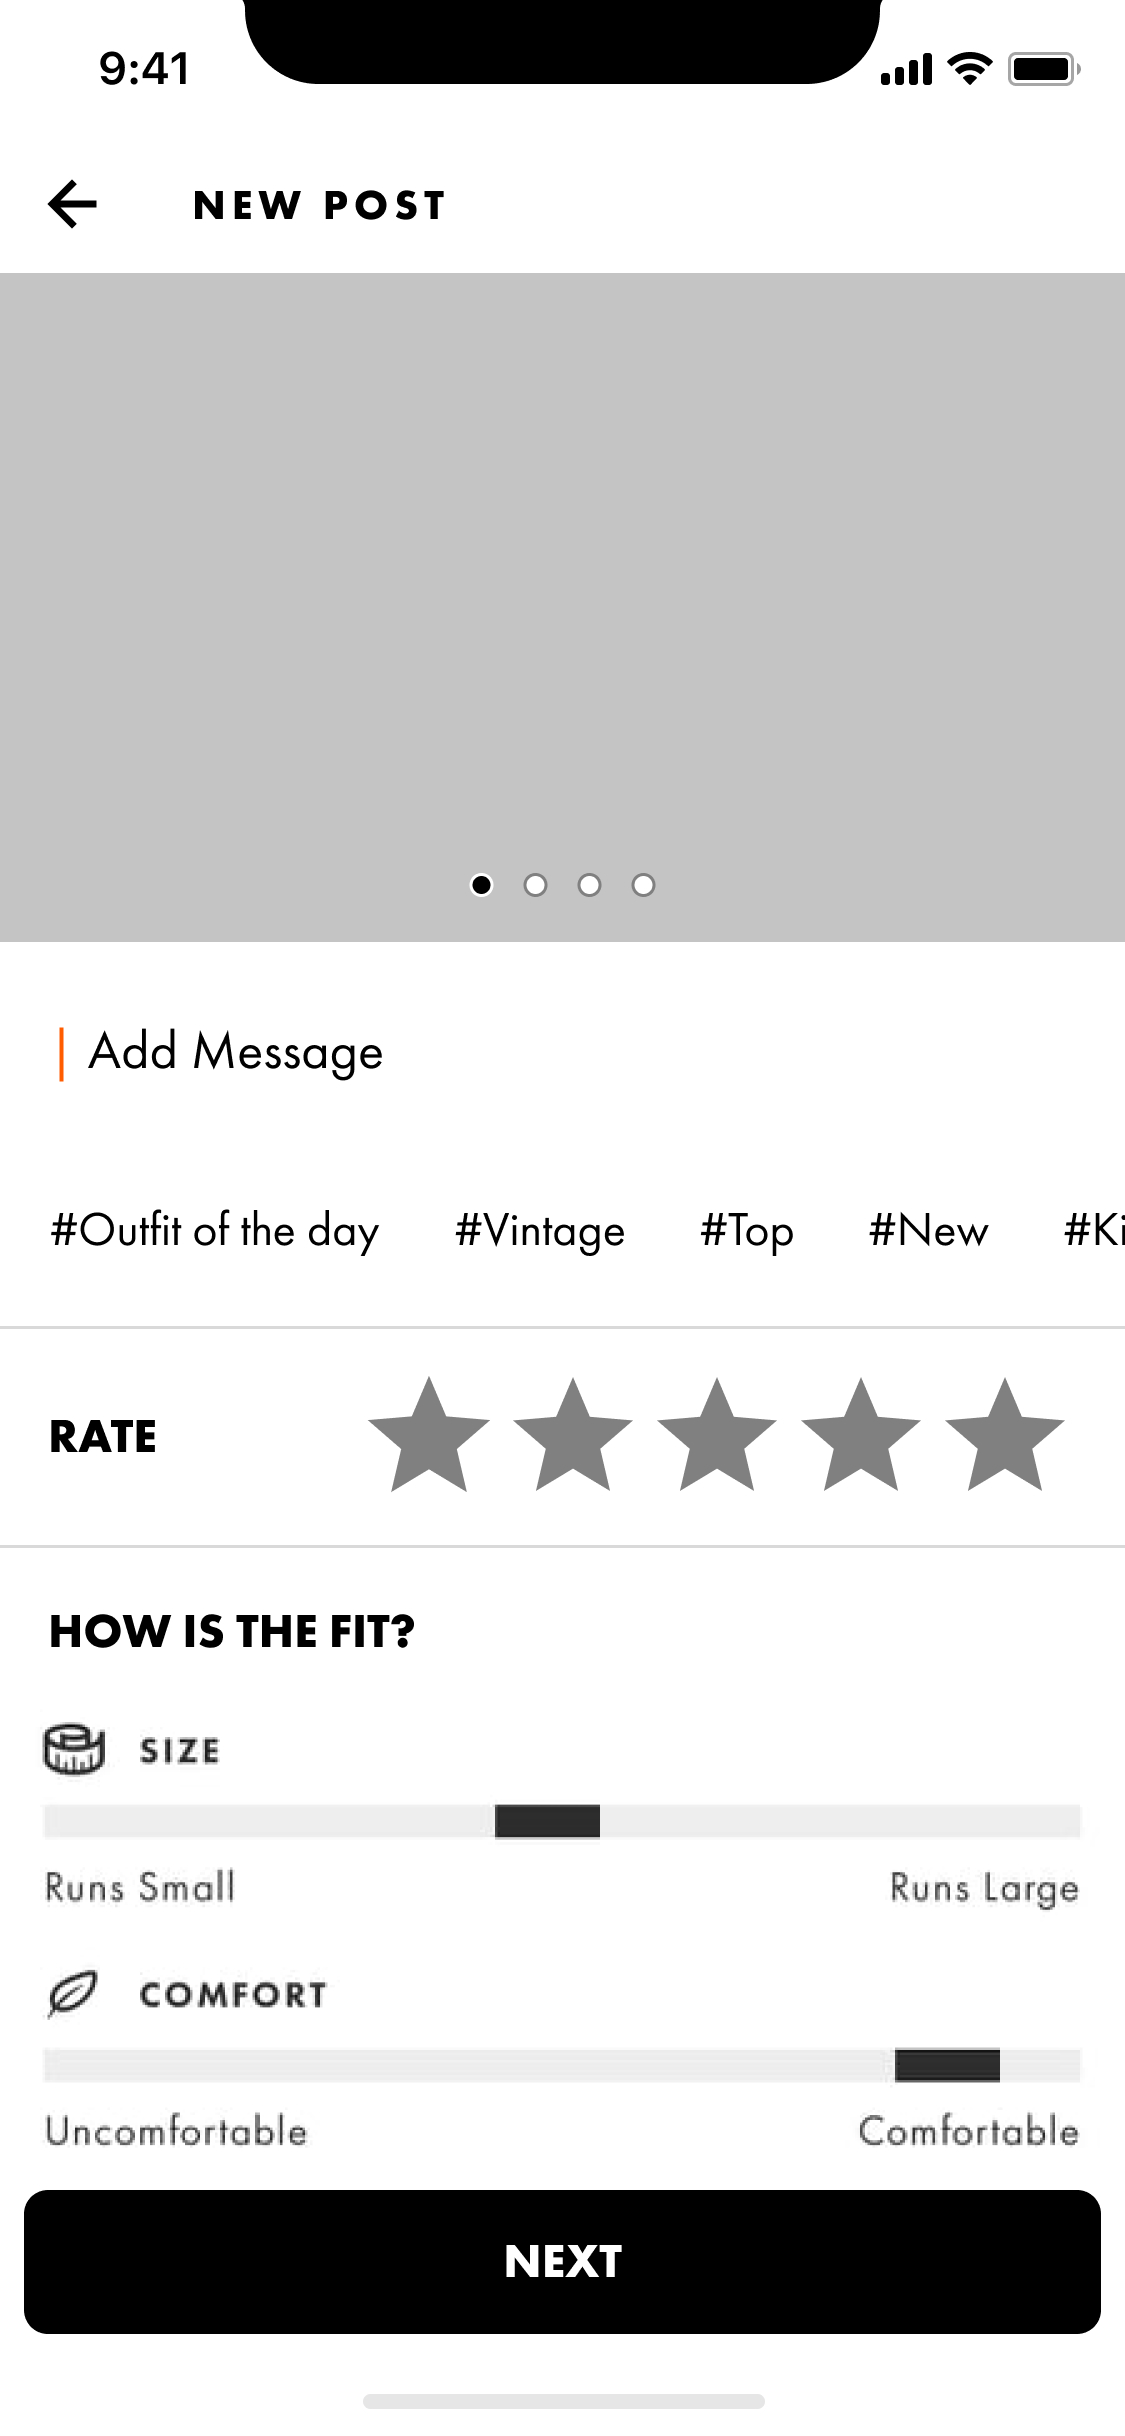 9:41
NEW POST
Add Message
#Outfit of the day #Vintage #Top #New #Ki
RATE
HOW IS THE FIT?
SIZE
Runs Small Runs Large
COMFORT
Uncomfortable Comfortable
NEXT